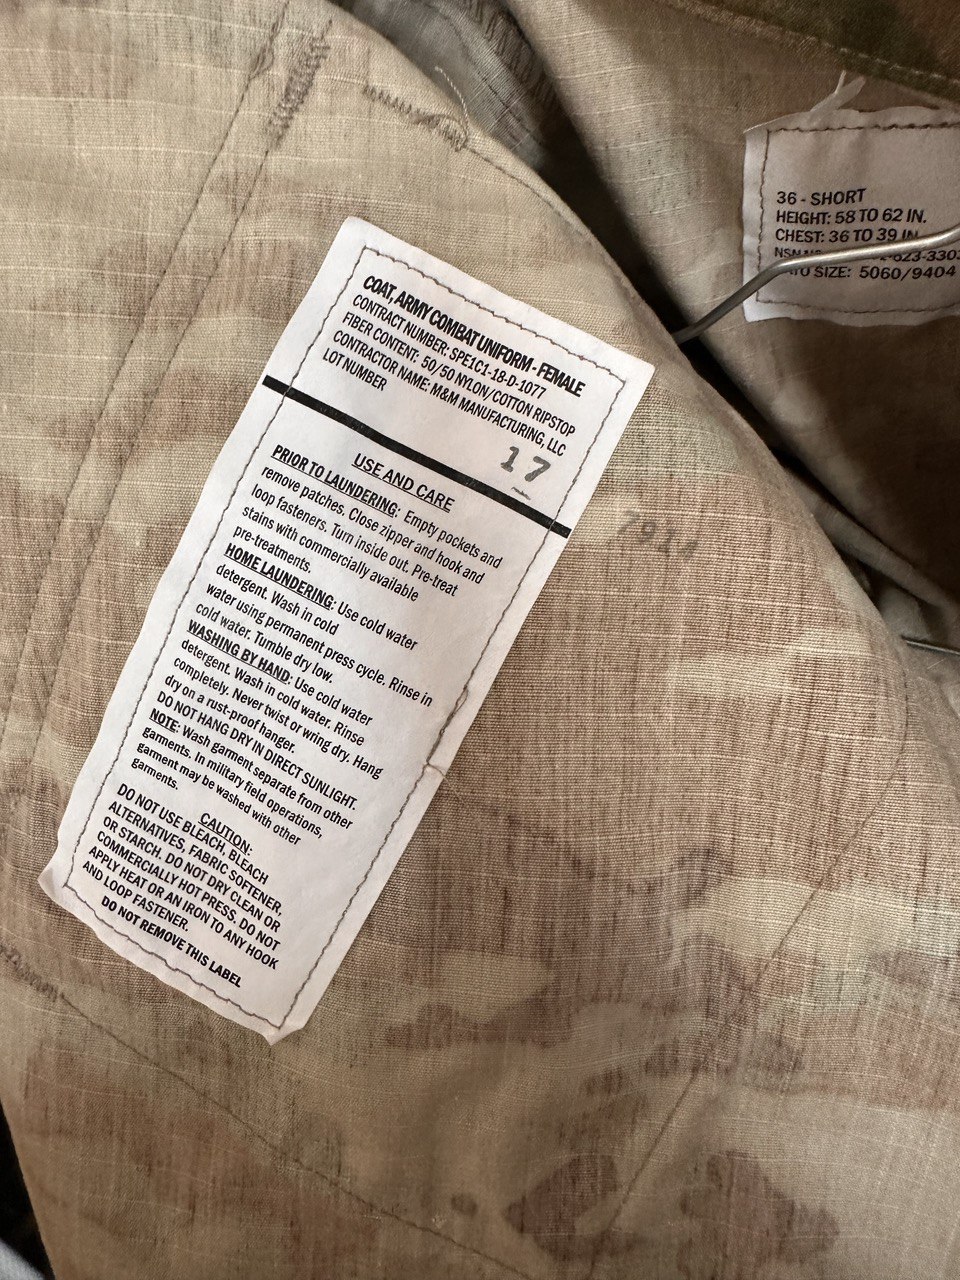 COAT, ARMY COMBAT UNIFORM - FEMALE
CONTRACT NUMBER: SPE1C1-18-D-1077
FIBER CONTENT: 50/50 NYLON/COTTON RIPSTOP
CONTRACTOR NAME: M&M MANUFACTURING, LLC
LOT NUMBER
17
USE AND CARE
PRIOR TO LAUNDERING: Empty pockets and
remove patches. Close zipper and hook and
loop fasteners. Turn inside out. Pre-treat
stains with commercially available
pre-treatments.
HOME LAUNDERING: Use cold water
detergent. Wash in cold
water using permanent press cycle. Rinse in
cold water. Tumble dry low.
WASHING BY HAND: Use cold water
detergent. Wash in cold water. Rinse
completely. Never twist or wring dry. Hang
dry on a rust-proof hanger.
DO NOT HANG DRY IN DIRECT SUNLIGHT.
NOTE: Wash garment separate from other
garments. In military field operations,
garment may be washed with other
garments.
CAUTION:
DO NOT USE BLEACH, BLEACH
ALTERNATIVES, FABRIC SOFTENER,
OR STARCH. DO NOT DRY CLEAN OR
COMMERCIALLY HOT PRESS. DO NOT
APPLY HEAT OR AN IRON TO ANY HOOK
AND LOOP FASTENER.
DO NOT REMOVE THIS LABEL
36 - SHORT
HEIGHT: 58 TO 62 IN.
CHEST: 36 TO 39 IN.
SIZE: 5060/9404